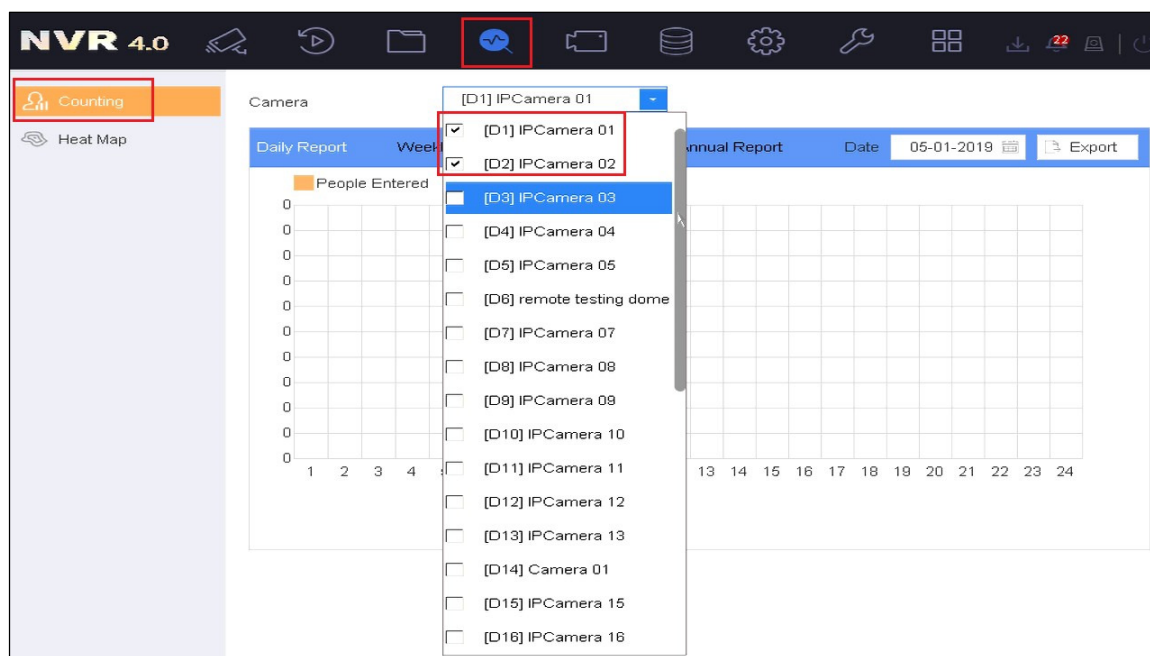 NVR 4.0
22
Counting
Heat Map
Camera
[D1] IPCamera 01
Daily Report
Week
nnual Report
Date
05-01-2019
Export
People Entered
[D1] IPCamera 01
[D2] IPCamera 02
[D3] IPCamera 03
[D4] IPCamera 04
[D5] IPCamera 05
[D6] remote testing dome
[D7] IPCamera 07
[D8] IPCamera 08
[D9] IPCamera 09
[D10] IPCamera 10
[D11] IPCamera 11
[D12] IPCamera 12
[D13] IPCamera 13
[D14] Camera 01
[D15] IPCamera 15
[D16] IPCamera 16
0
0
0
0
0
0
0
0
0
0
0
1 2 3 4 13 14 15 16 17 18 19 20 21 22 23 24